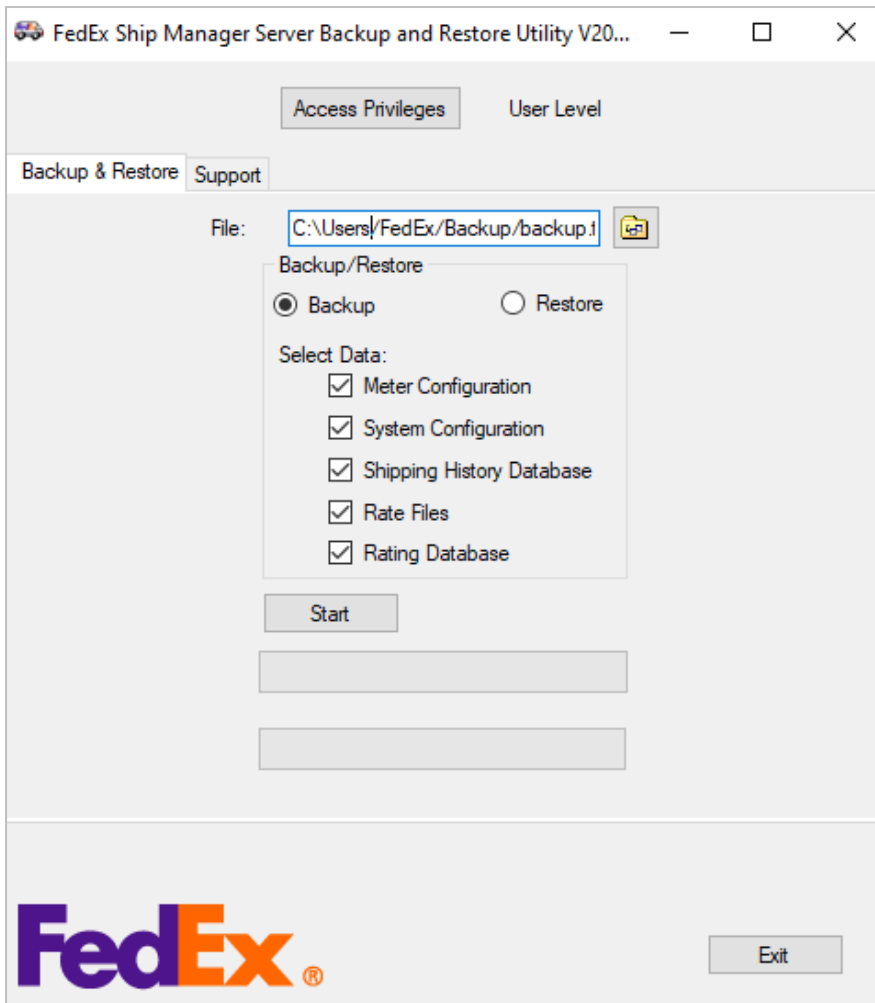 FedEx Ship Manager Server Backup and Restore Utility V20...
Access Privileges User Level
Backup & Restore Support
File: C:\Users/FedEx/Backup/backup.f
Backup/Restore
Backup Restore
Select Data:
Meter Configuration
System Configuration
Shipping History Database
Rate Files
Rating Database
Start
FedEx®
Exit